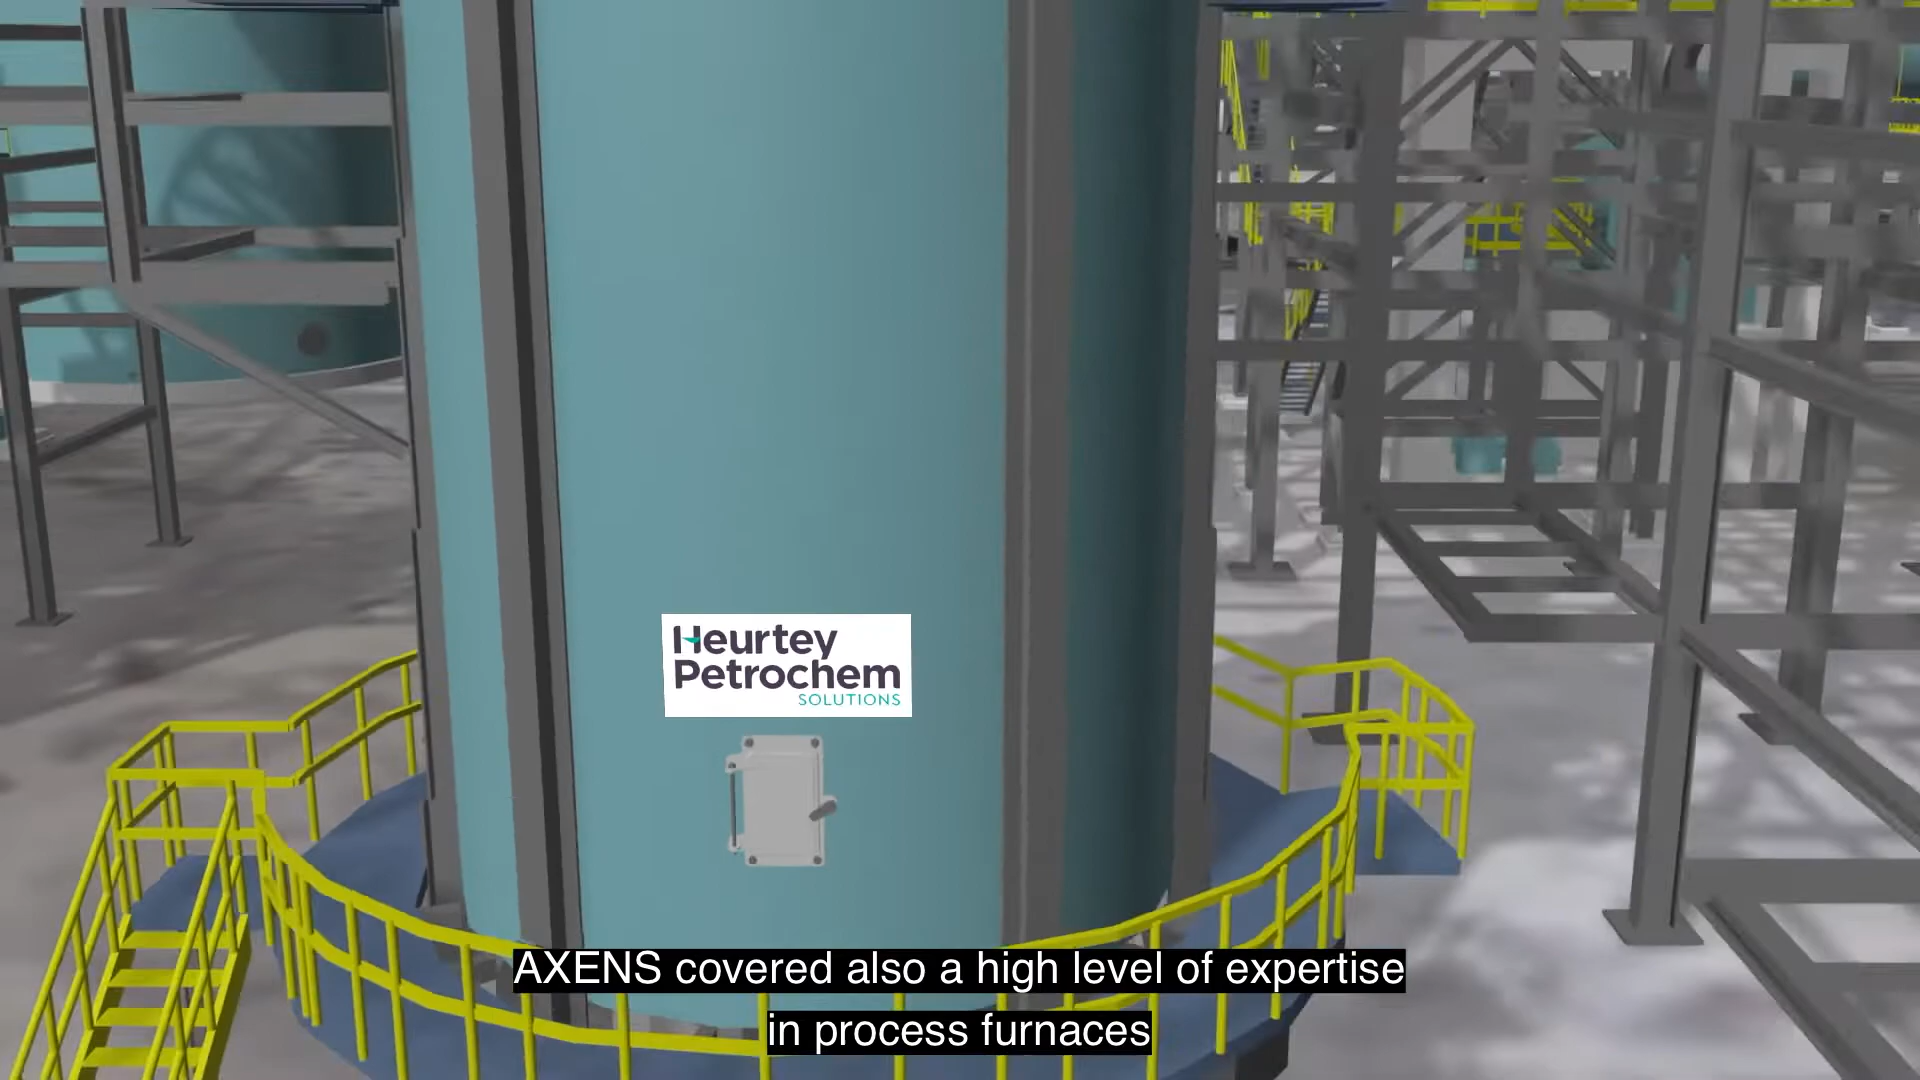 Heurtey
Petrochem
SOLUTIONS
AXENS covered also a high level of expertise
in process furnaces